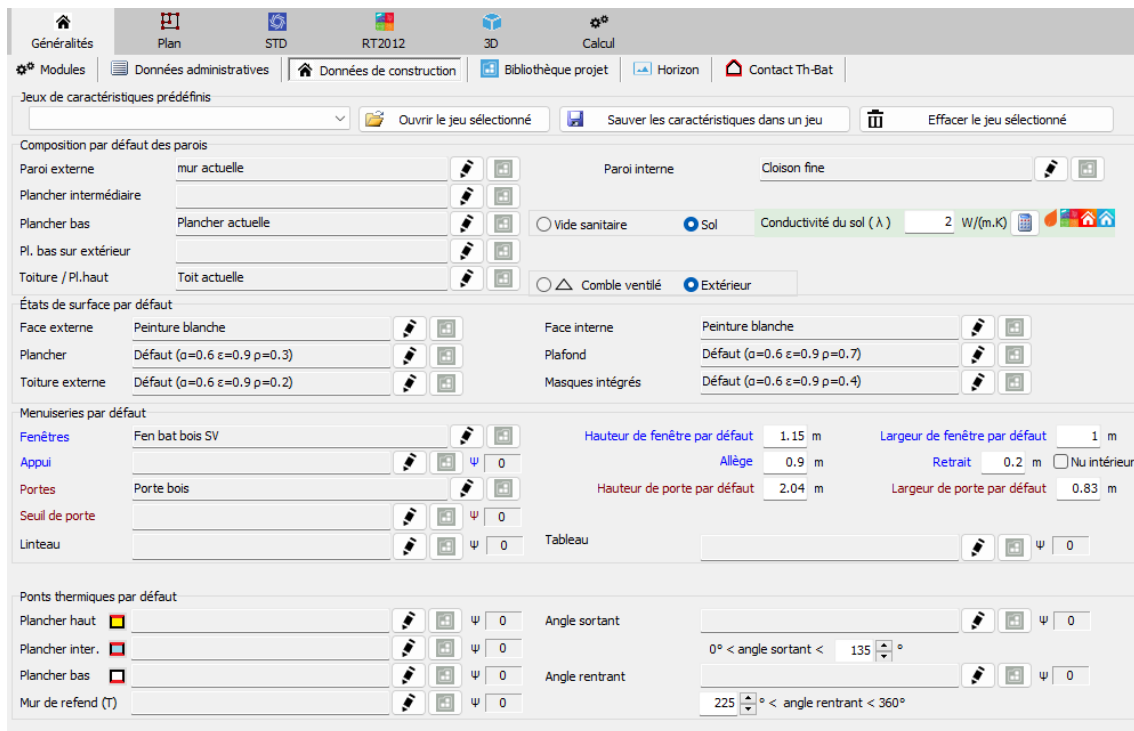 Généralités Plan STD RT2012 3D Calcul
Modules Données administratives Données de construction Bibliothèque projet Horizon Contact Th-Bat
Jeux de caractéristiques prédéfinis
Ouvrir le jeu sélectionné Sauver les caractéristiques dans un jeu Effacer le jeu sélectionné
Composition par défaut des parois
Paroi externe mur actuelle Paroi interne Cloison fine
Plancher intermédiaire
Plancher bas Plancher actuelle Vide sanitaire Sol Conductivité du sol ( λ ) 2 W/(m.K)
Pl. bas sur extérieur
Toiture / Pl.haut Toit actuelle Comble ventilé Extérieur
États de surface par défaut
Face externe Peinture blanche Face interne Peinture blanche
Plancher Défaut (α=0.6 ε=0.9 ρ=0.3) Plafond Défaut (α=0.6 ε=0.9 ρ=0.7)
Toiture externe Défaut (α=0.6 ε=0.9 ρ=0.2) Masques intégrés Défaut (α=0.6 ε=0.9 ρ=0.4)
Menuiseries par défaut
Fenêtres Fen bat bois SV Hauteur de fenêtre par défaut 1.15 m Largeur de fenêtre par défaut 1 m
Appui Ψ 0 Allège 0.9 m Retrait 0.2 m Nu intérieur
Portes Porte bois Hauteur de porte par défaut 2.04 m Largeur de porte par défaut 0.83 m
Seuil de porte Ψ 0
Linteau Ψ 0 Tableau Ψ 0
Ponts thermiques par défaut
Plancher haut Ψ 0 Angle sortant Ψ 0
Plancher inter. Ψ 0 0° < angle sortant < 135 °
Plancher bas Ψ 0 Angle rentrant Ψ 0
Mur de refend (T) Ψ 0 225 ° < angle rentrant < 360°